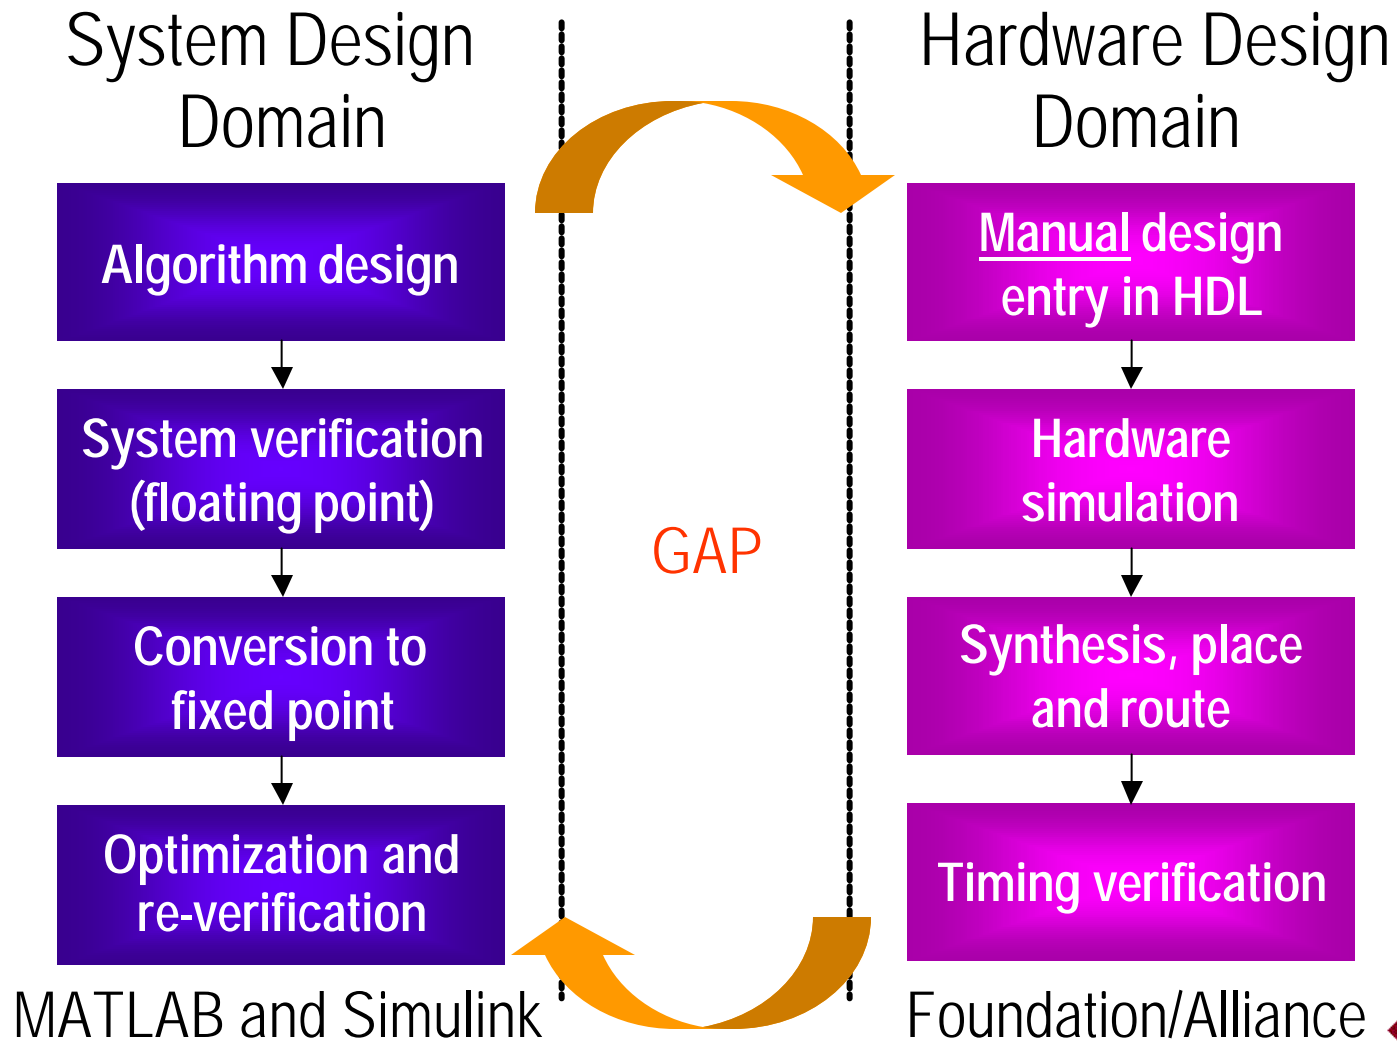 System Design
Domain
Algorithm design
System verification
(floating point)
Conversion to
fixed point
Optimization and
re-verification
MATLAB and Simulink
GAP
Hardware Design
Domain
Manual design
entry in HDL
Hardware
simulation
Synthesis, place
and route
Timing verification
Foundation/Alliance